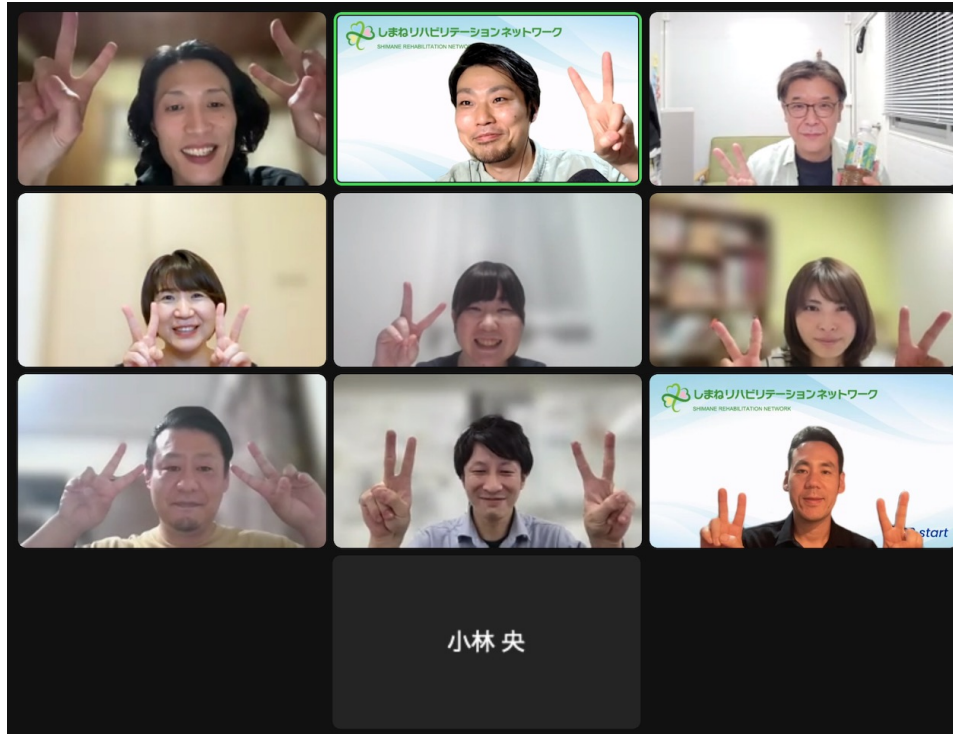 しまねリハビリテーションネットワーク
SHIMANE REHABILITATION NETWORK
しまねリハビリテーションネットワーク
SHIMANE REHABILITATION NETWORK
start
小林 央